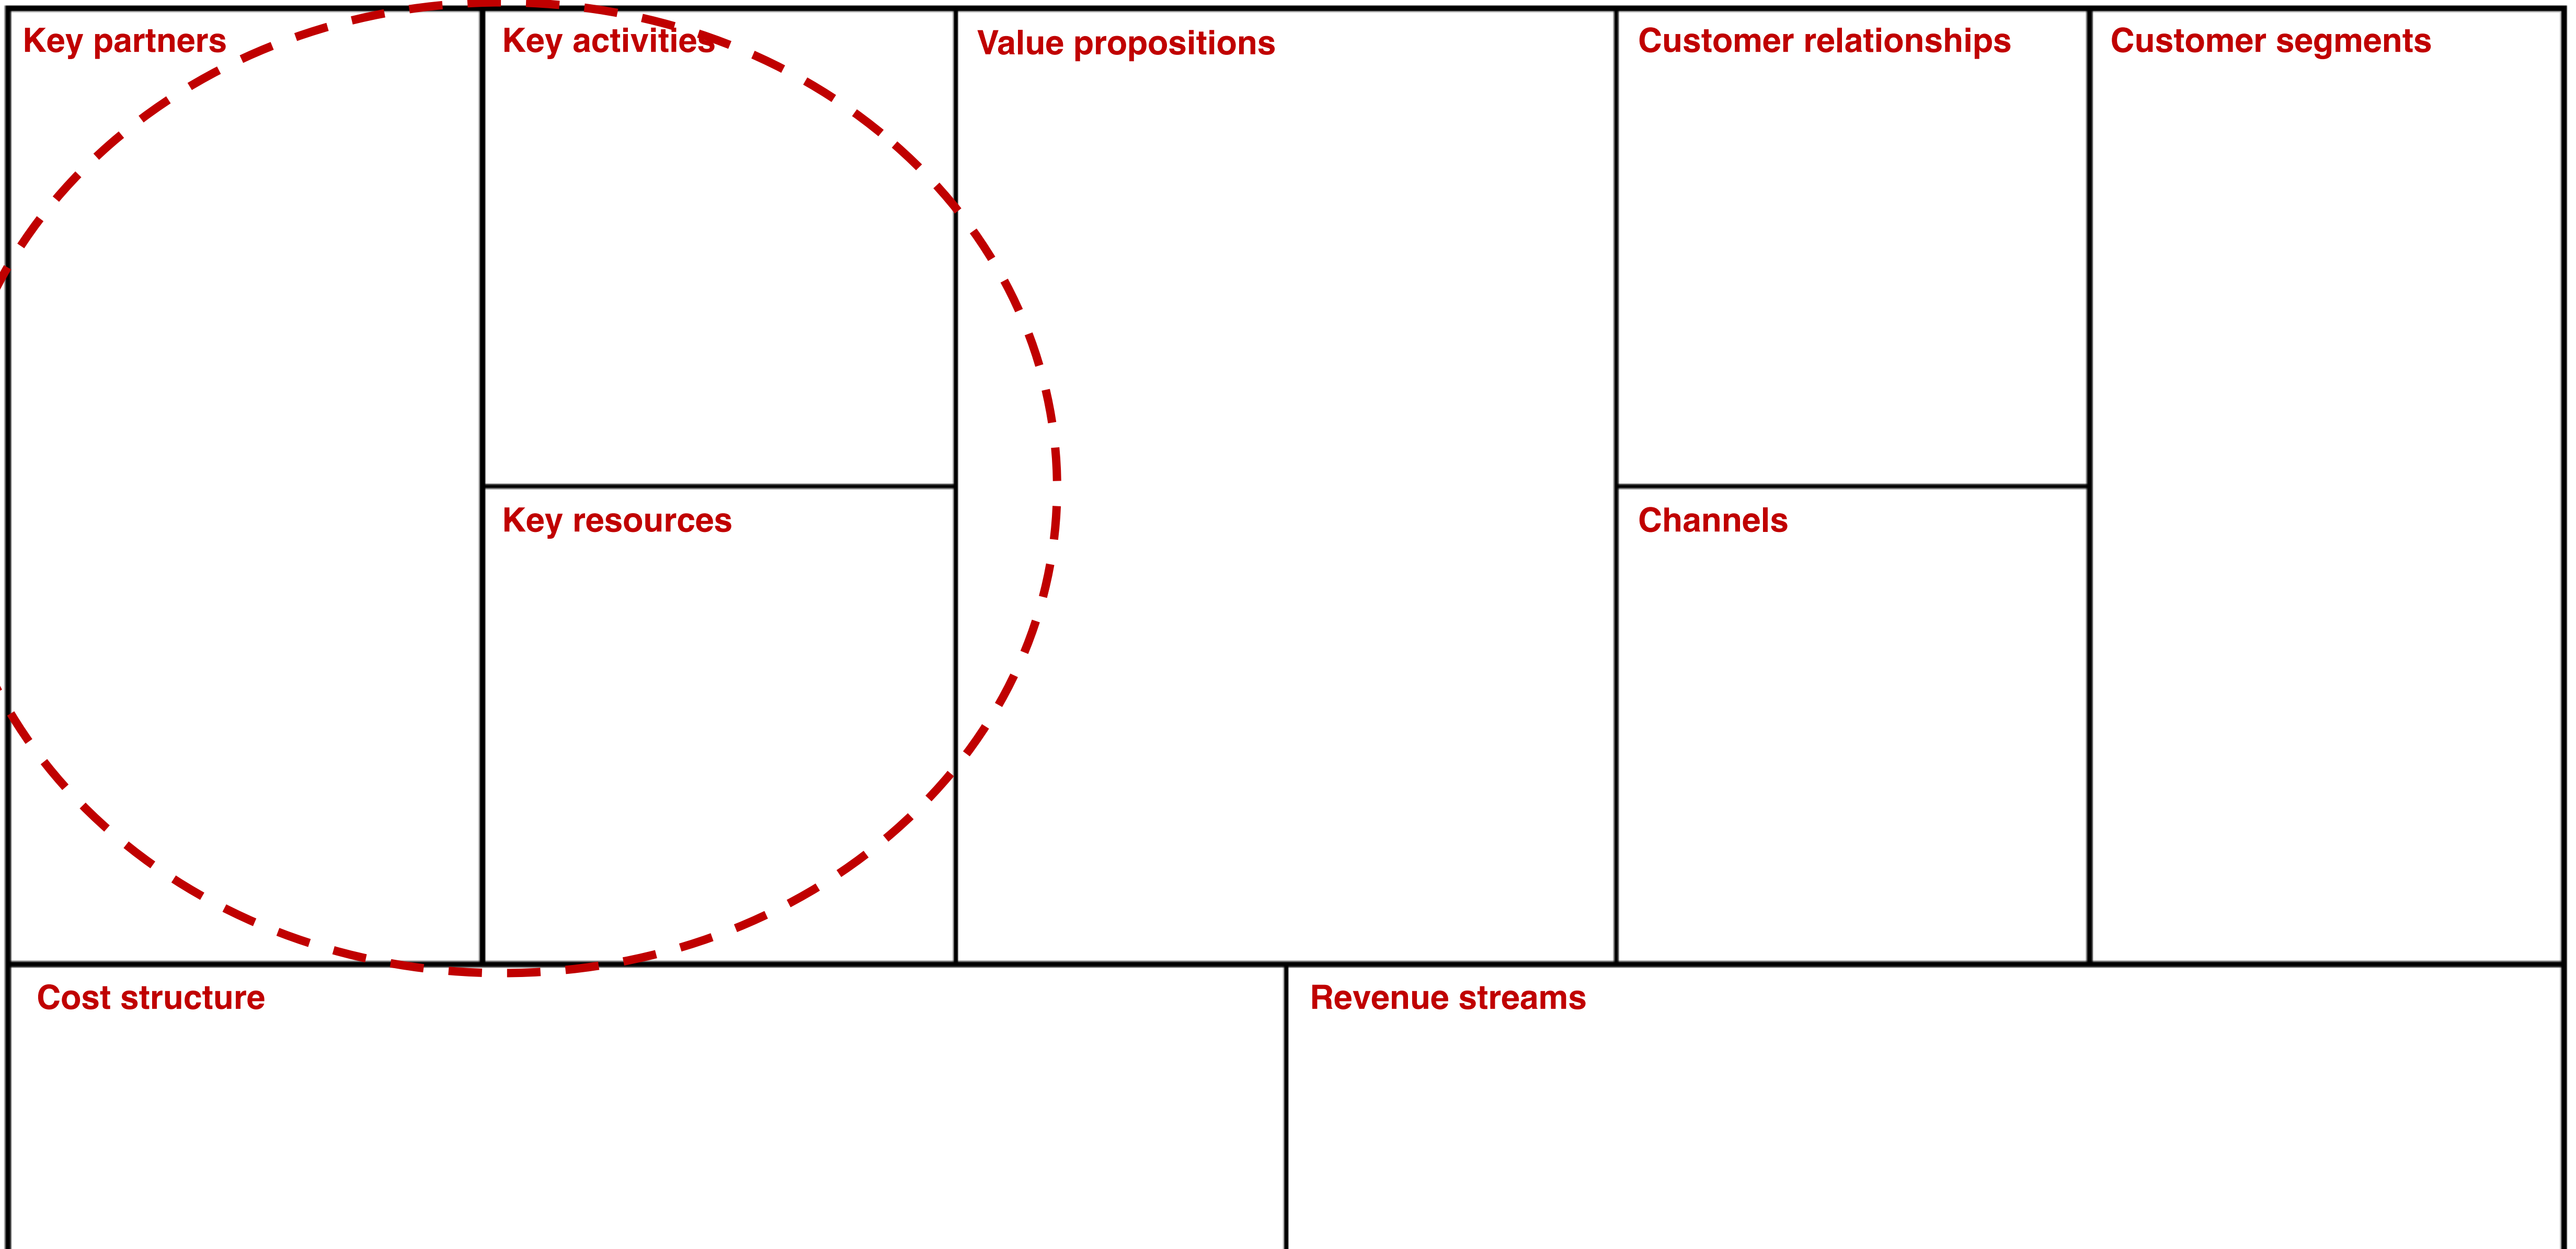 Key partners
Key activities
Value propositions
Customer relationships
Customer segments
Key resources
Channels
Cost structure
Revenue streams